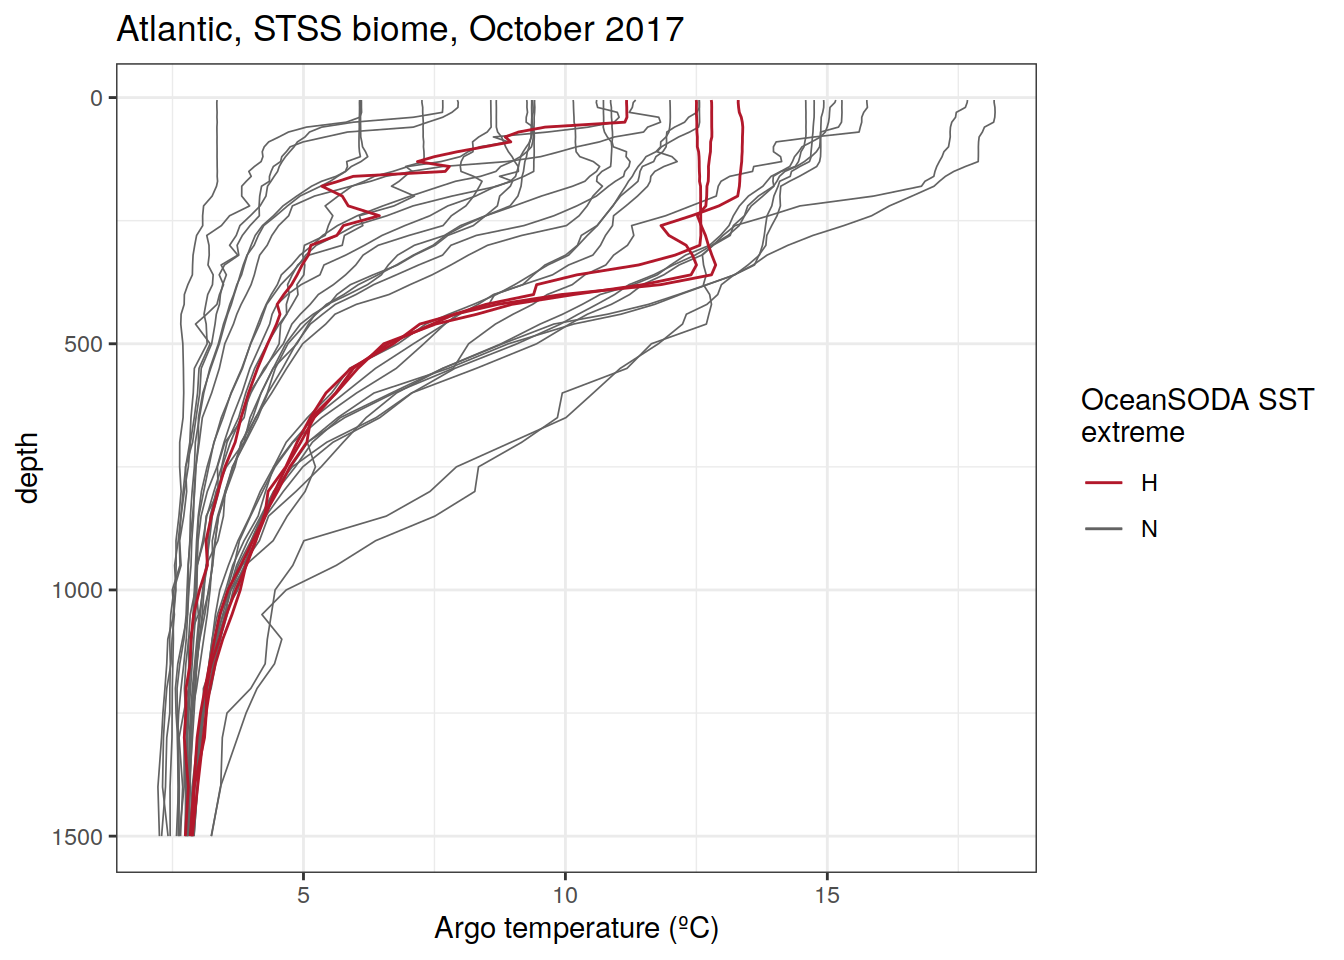 Atlantic, STSS biome, October 2017
0
500
1000
1500
depth
5
10
15
Argo temperature (ºC)
OceanSODA SST
extreme
H
N